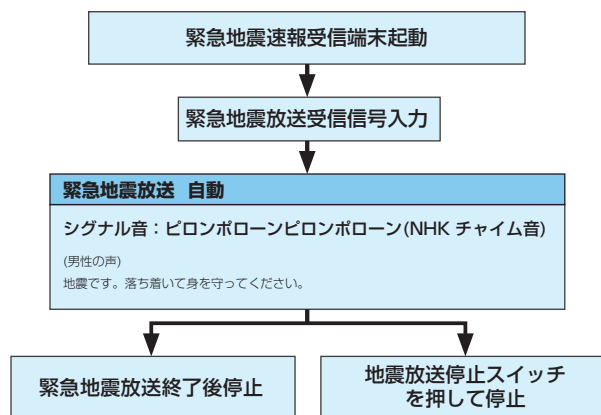 緊急地震速報受信端末起動
緊急地震放送受信信号入力
緊急地震放送 自動
シグナル音：ピロンポローンピロンポローン(NHK チャイム音)
(男性の声)
地震です。落ち着いて身を守ってください。
緊急地震放送終了後停止
地震放送停止スイッチ
を押して停止